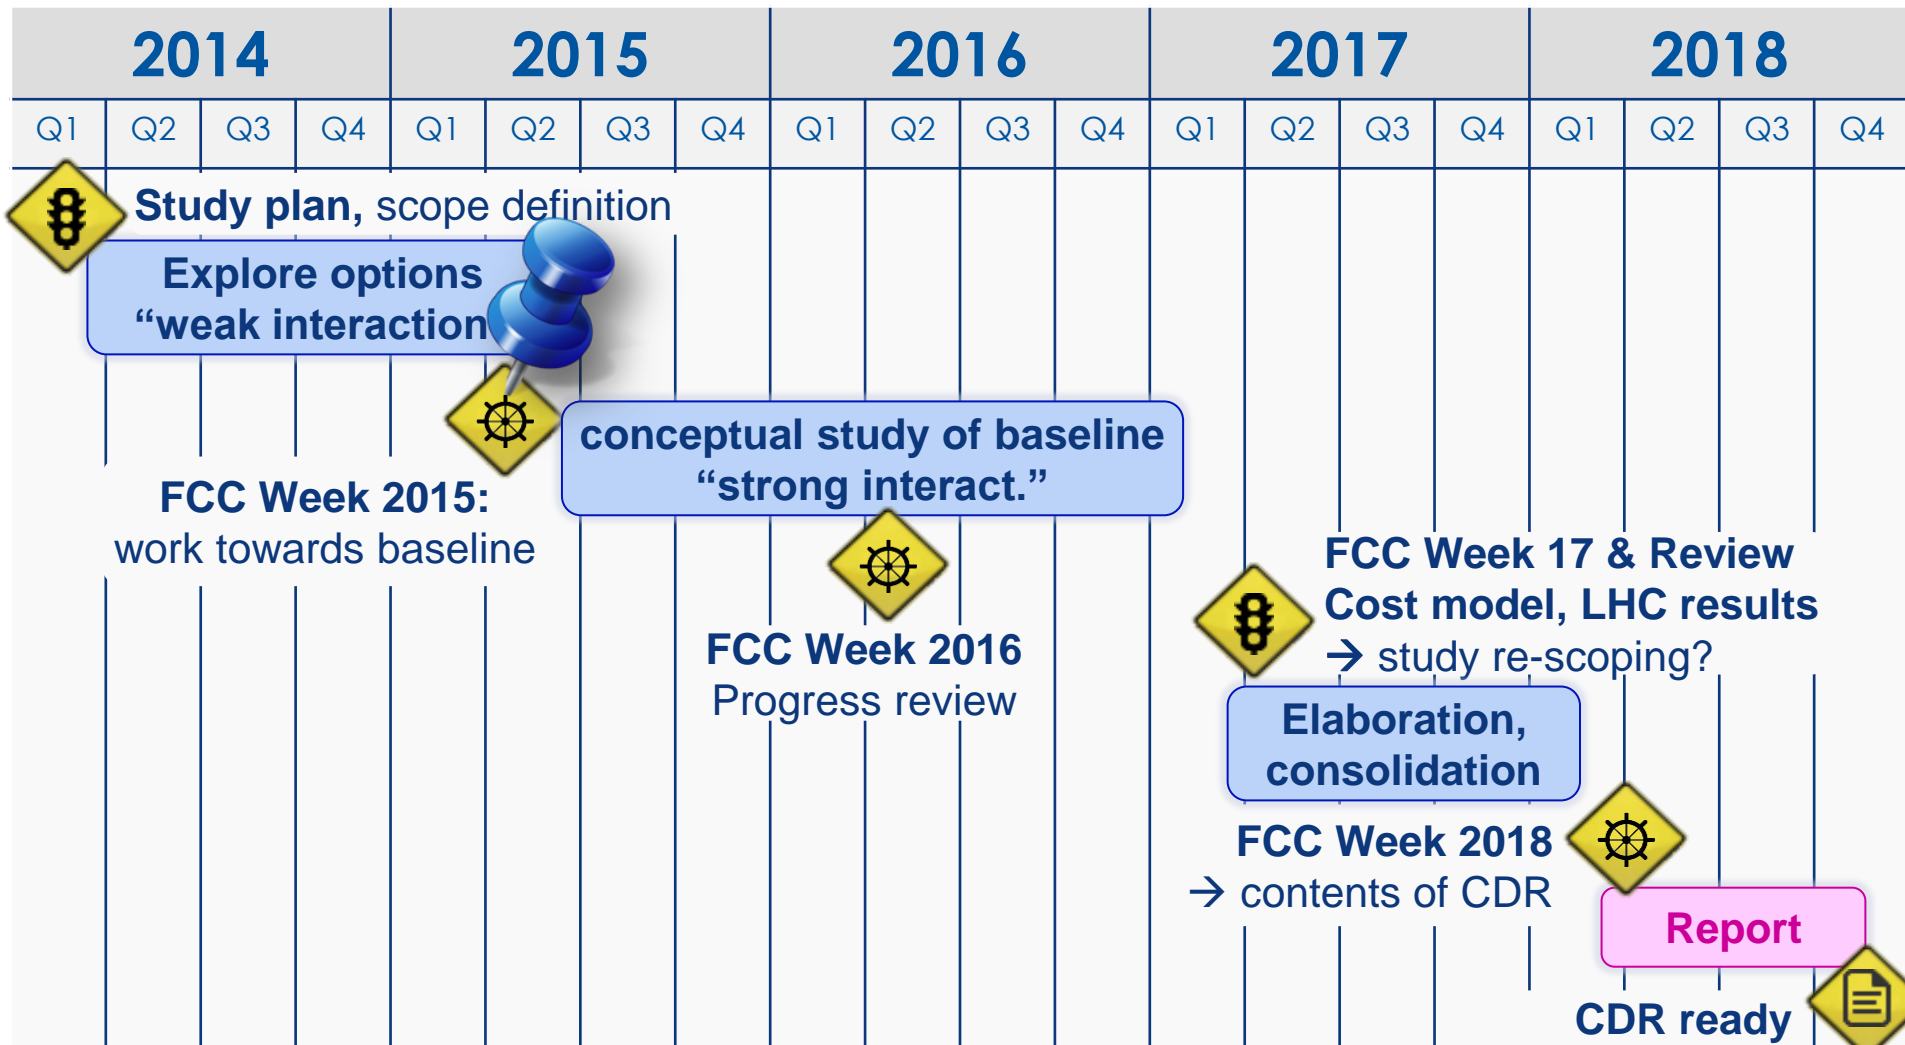 2014 2015 2016 2017 2018
Q1 Q2 Q3 Q4 Q1 Q2 Q3 Q4 Q1 Q2 Q3 Q4 Q1 Q2 Q3 Q4 Q1 Q2 Q3 Q4
Study plan, scope definition
Explore options
“weak interaction
FCC Week 2015:
work towards baseline
conceptual study of baseline
“strong interact.”
FCC Week 2016
Progress review
FCC Week 17 & Review
Cost model, LHC results
→ study re-scoping?
Elaboration,
consolidation
FCC Week 2018
→ contents of CDR
Report
CDR ready